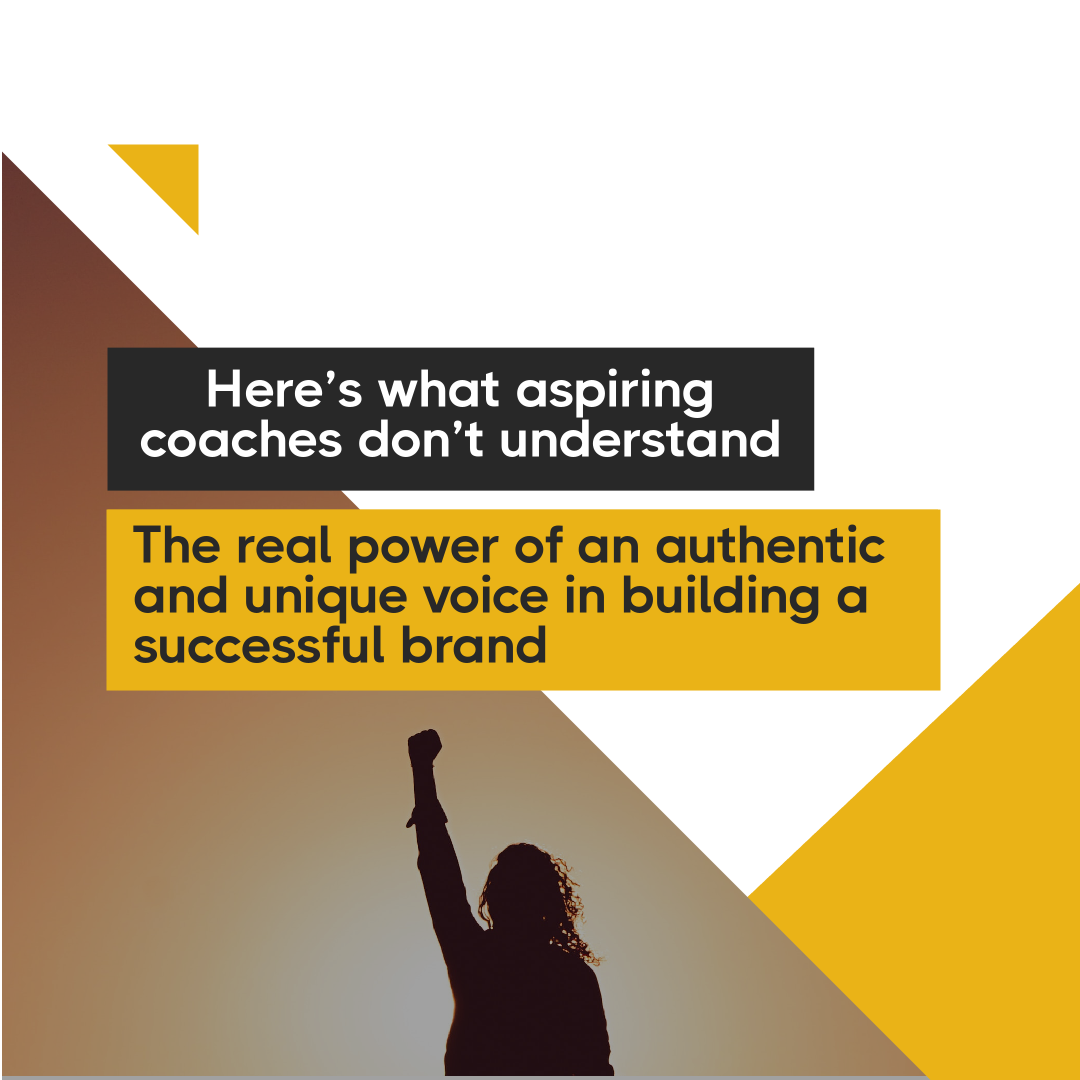 Here’s what aspiring
coaches don’t understand
The real power of an authentic
and unique voice in building a
successful brand